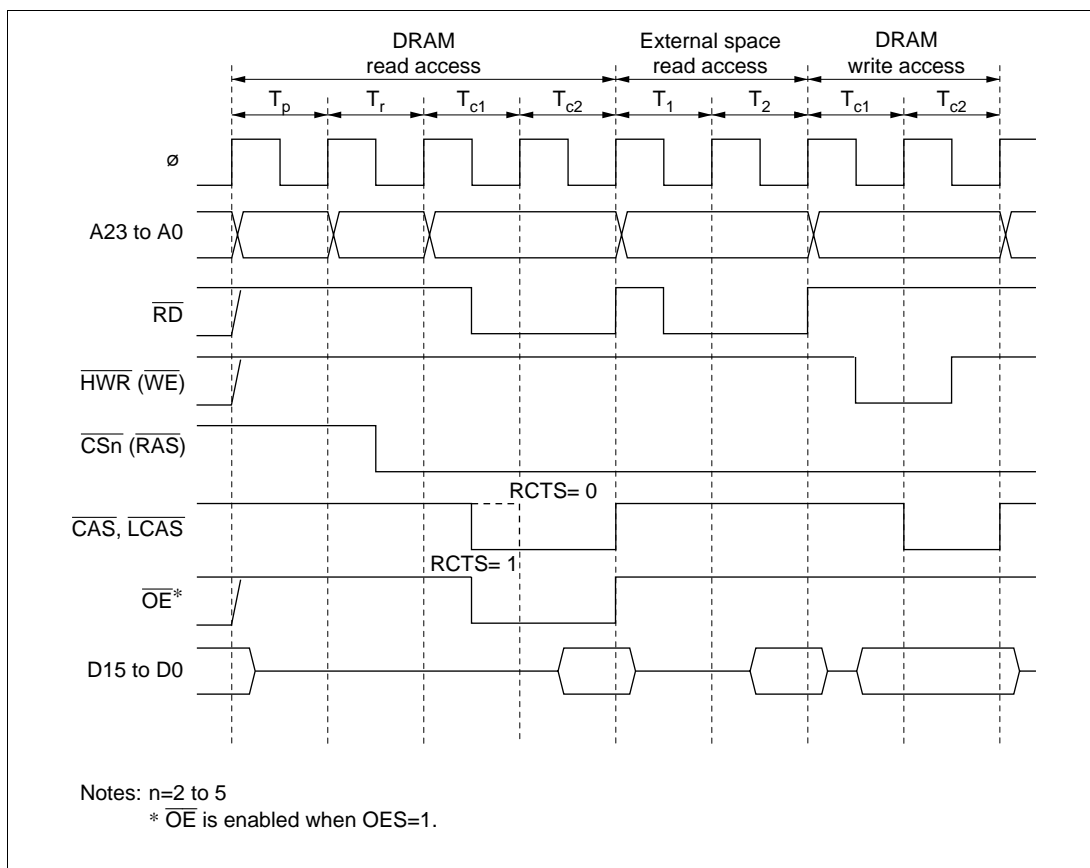 DRAM
read access
External space
read access
DRAM
write access
Tp Tr Tc1 Tc2 T1 T2 Tc1 Tc2
ø
A23 to A0
RD
HWR (WE)
CSn (RAS)
RCTS= 0
CAS, LCAS
RCTS= 1
OE*
D15 to D0
Notes: n=2 to 5
* OE is enabled when OES=1.